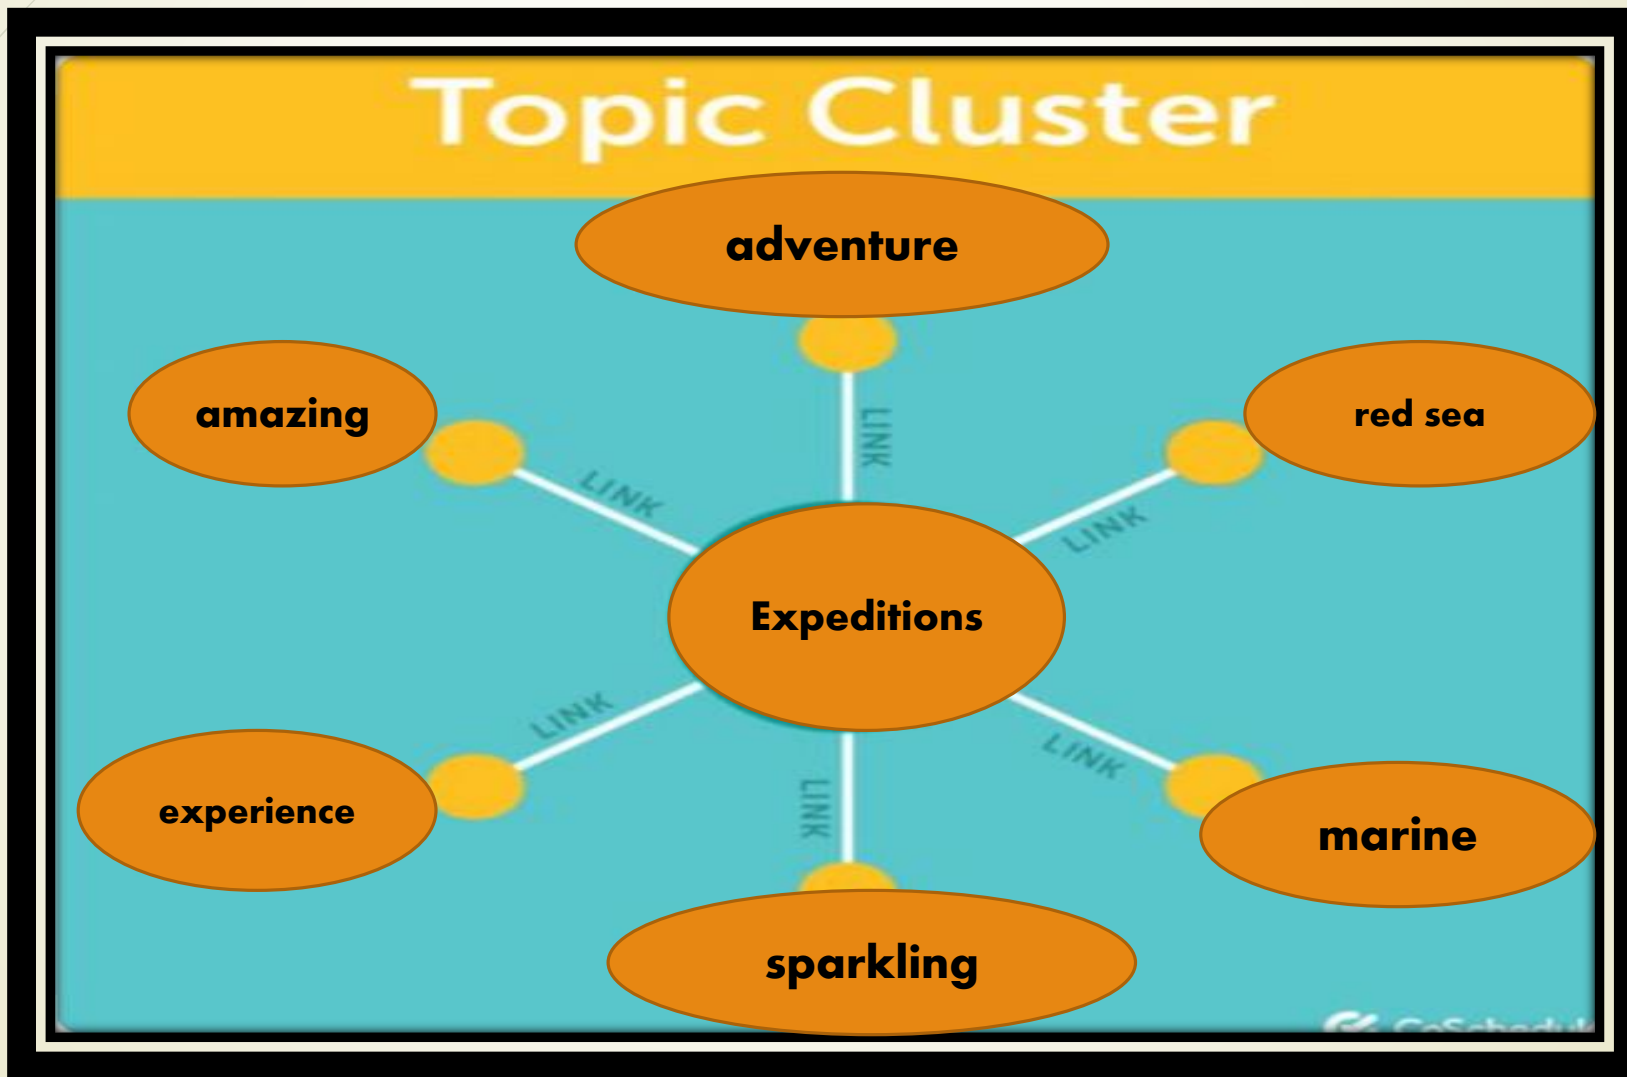 Topic Cluster
adventure
amazing
red sea
LINK
LINK
LINK
Expeditions
LINK
LINK
LINK
experience
marine
sparkling